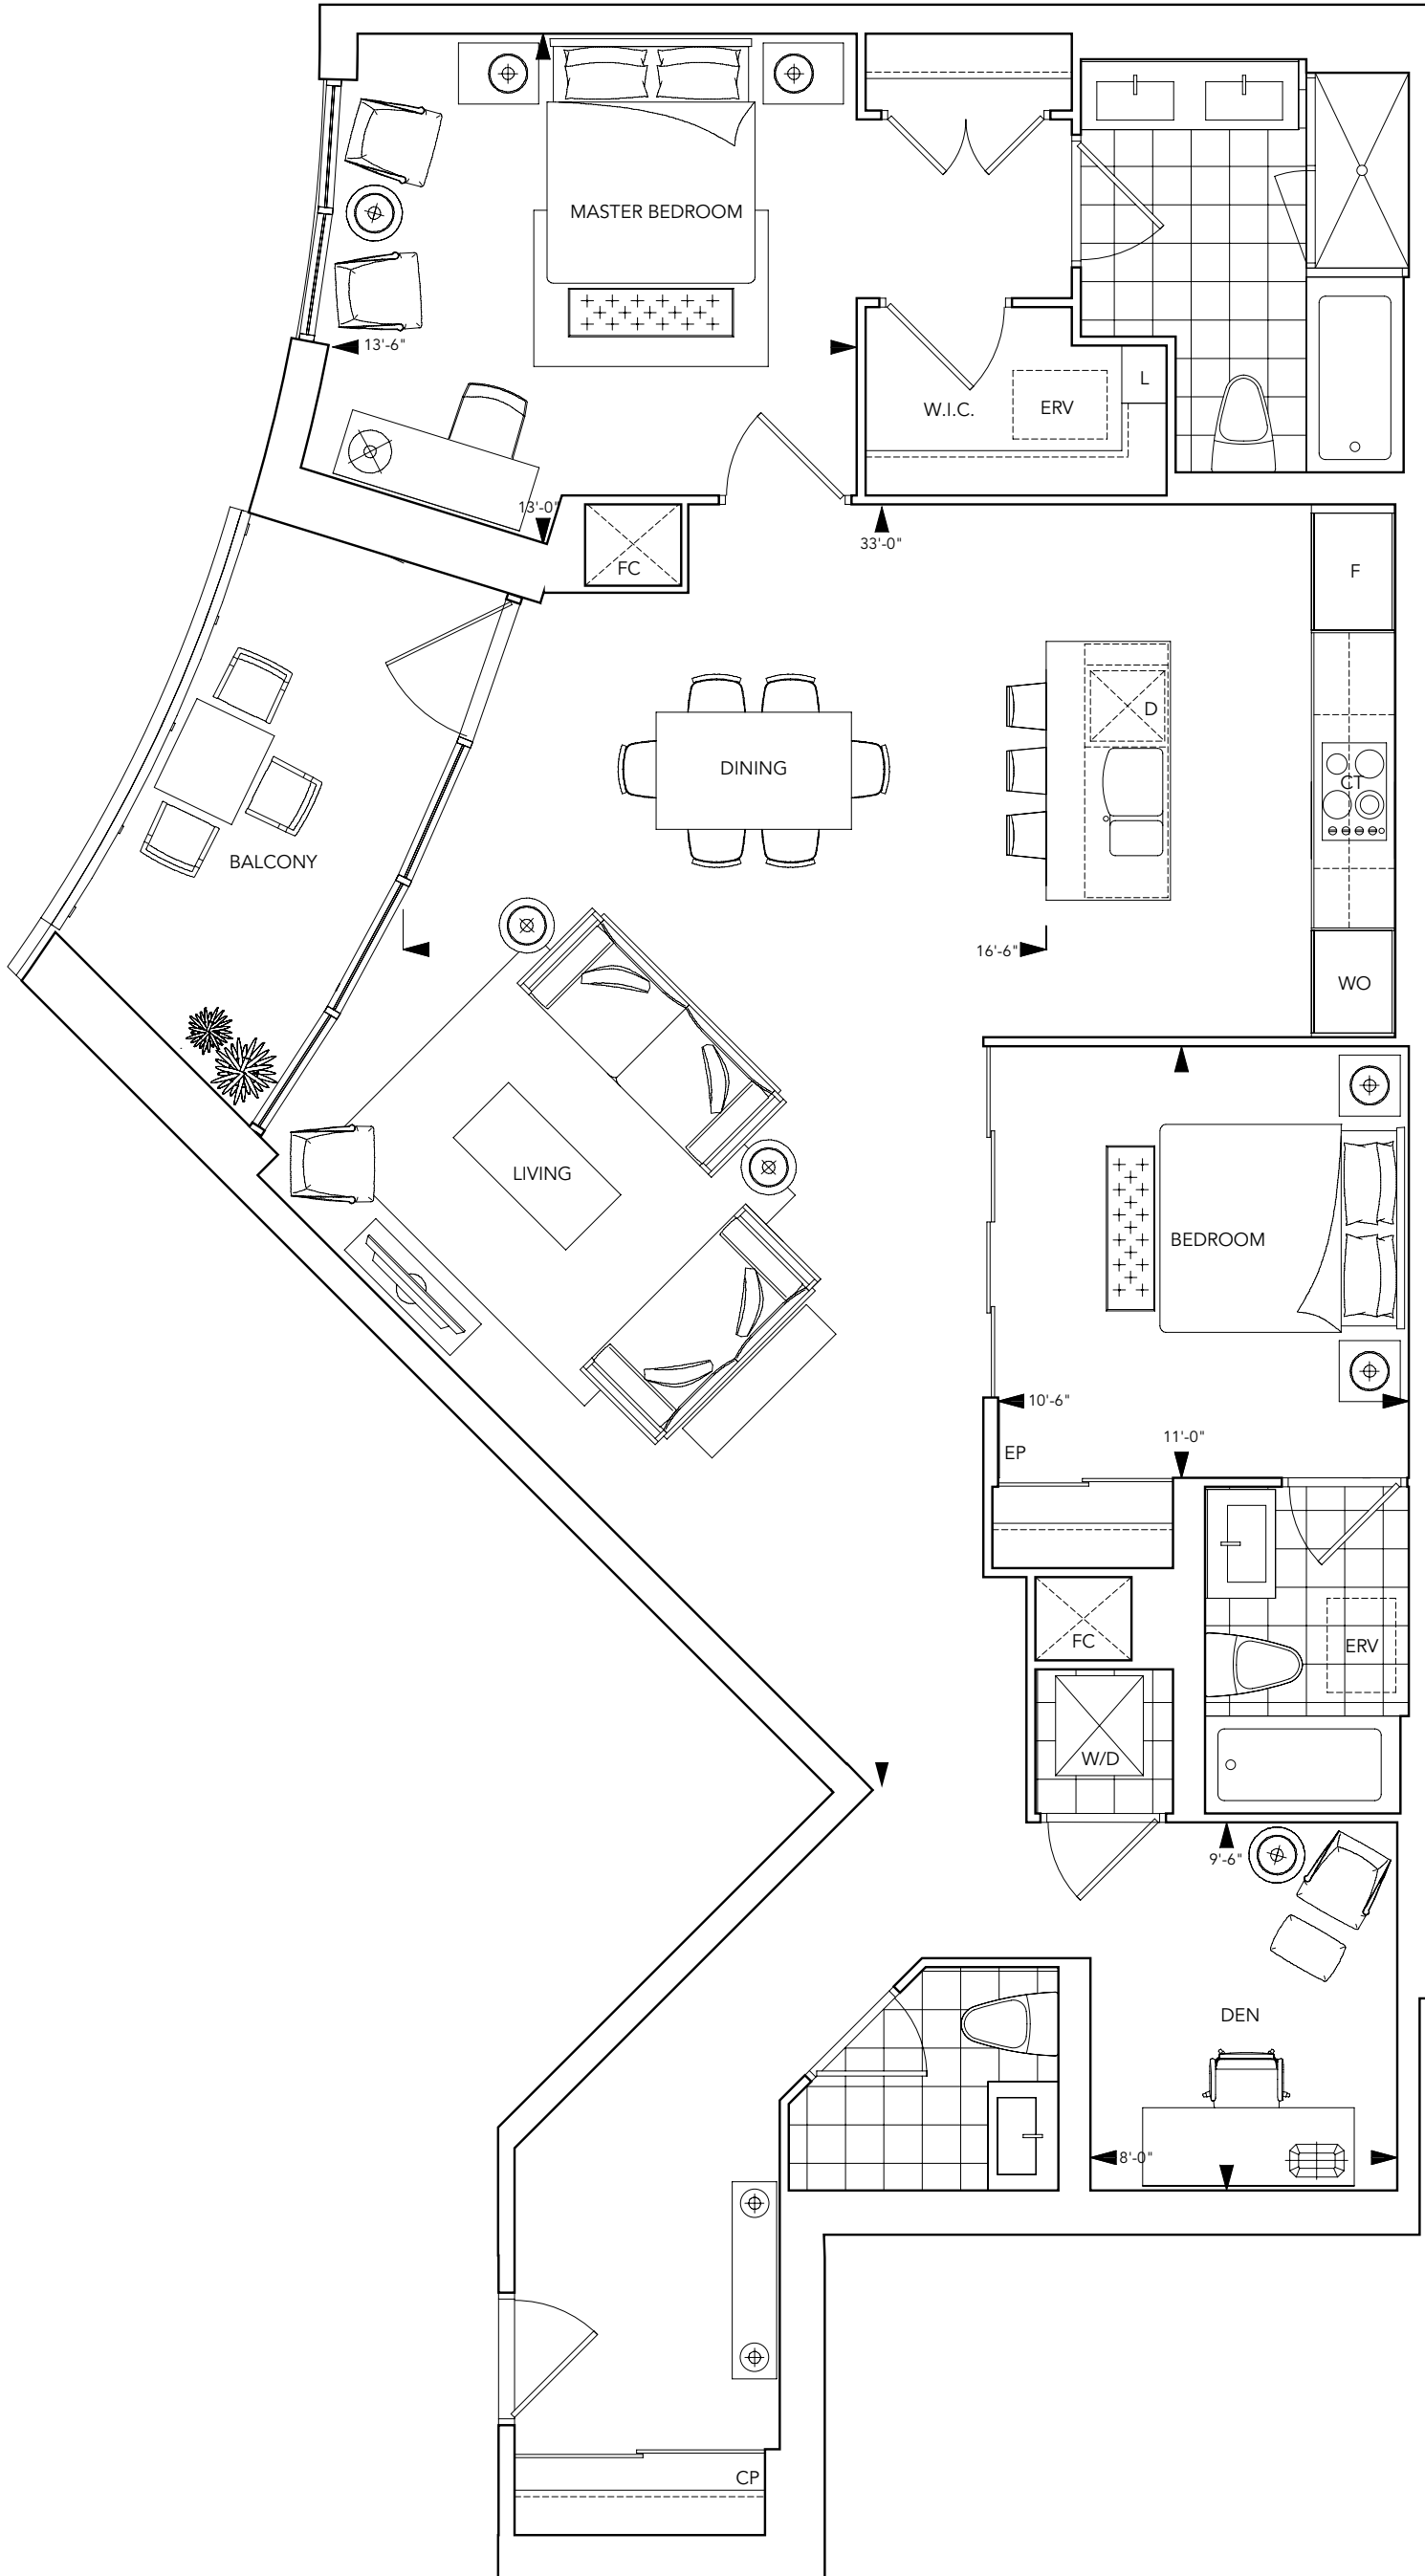 MASTER BEDROOM
13'-6"
L
W.I.C.
ERV
13'-0"
33'-0"
FC
F
D
DINING
CT
BALCONY
16'-6"
WO
LIVING
BEDROOM
10'-6"
11'-0"
EP
FC
ERV
W/D
9'-6"
DEN
8'-0"
CP